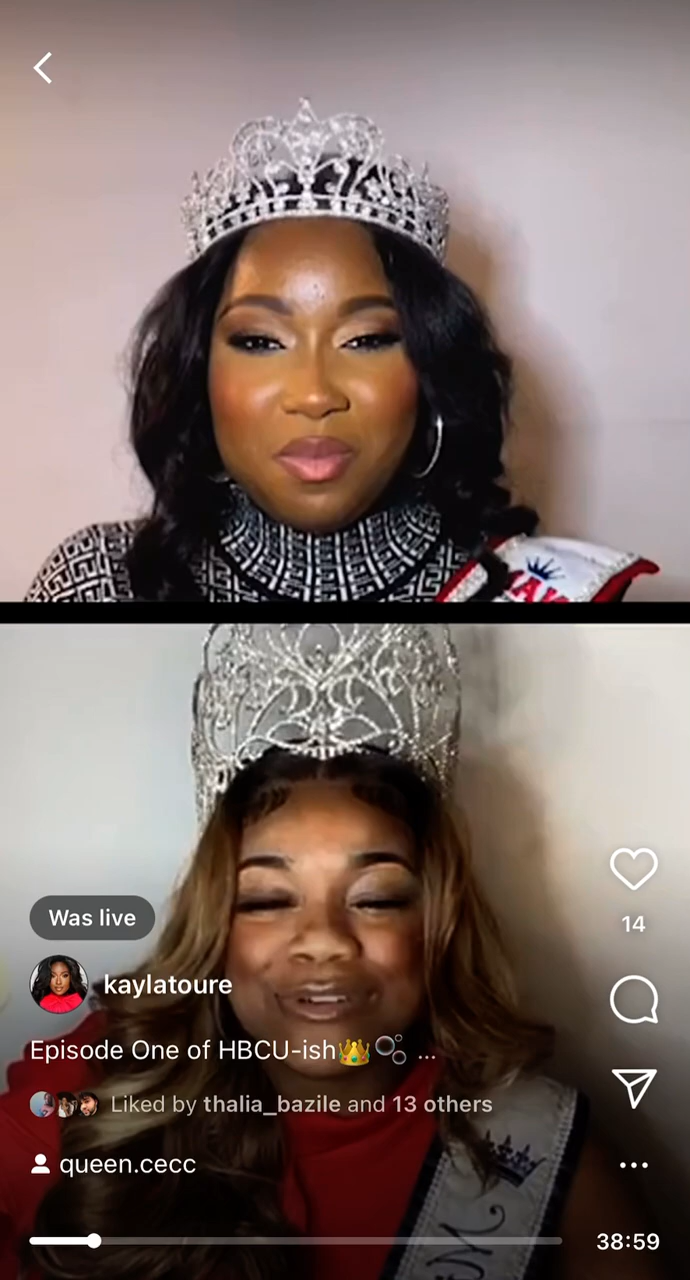 Was live
kaylatoure
Episode One of HBCU-ish👑🫧 ...
Liked by thalia_bazile and 13 others
queen.cecc
14
38:59